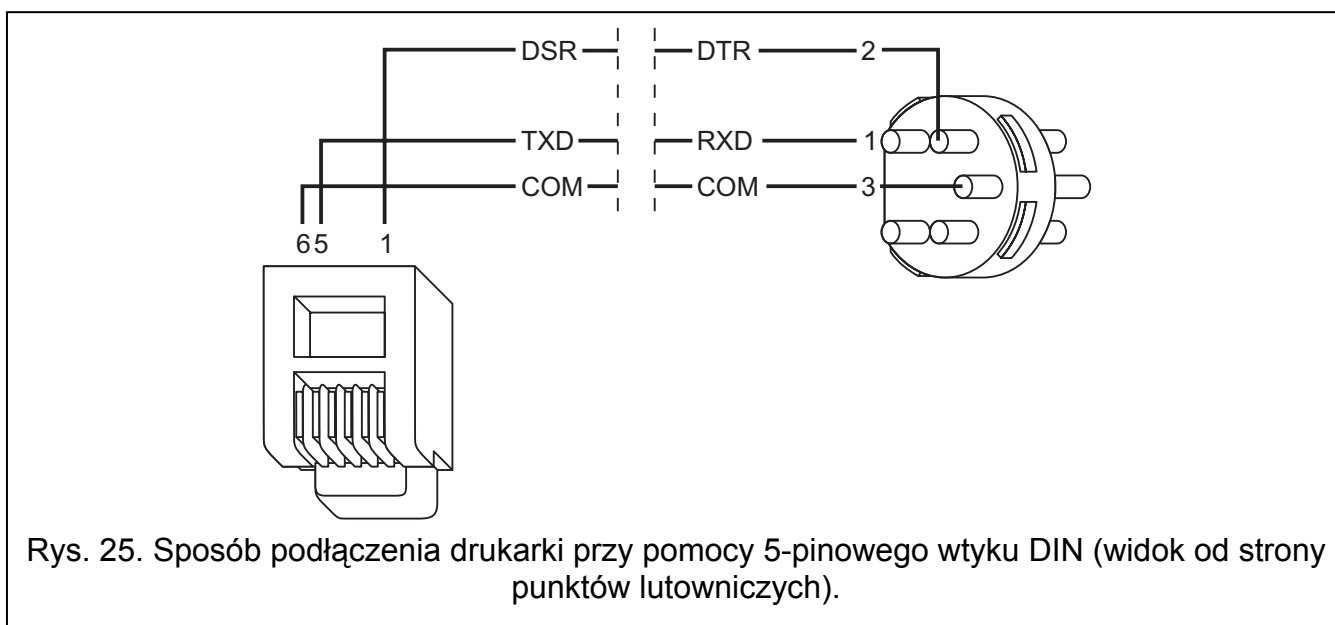 DSR DTR 2
TXD RXD 1
COM COM 3
6 5 1
Rys. 25. Sposób podłączenia drukarki przy pomocy 5-pinowego wtyku DIN (widok od strony
punktów lutowniczych).